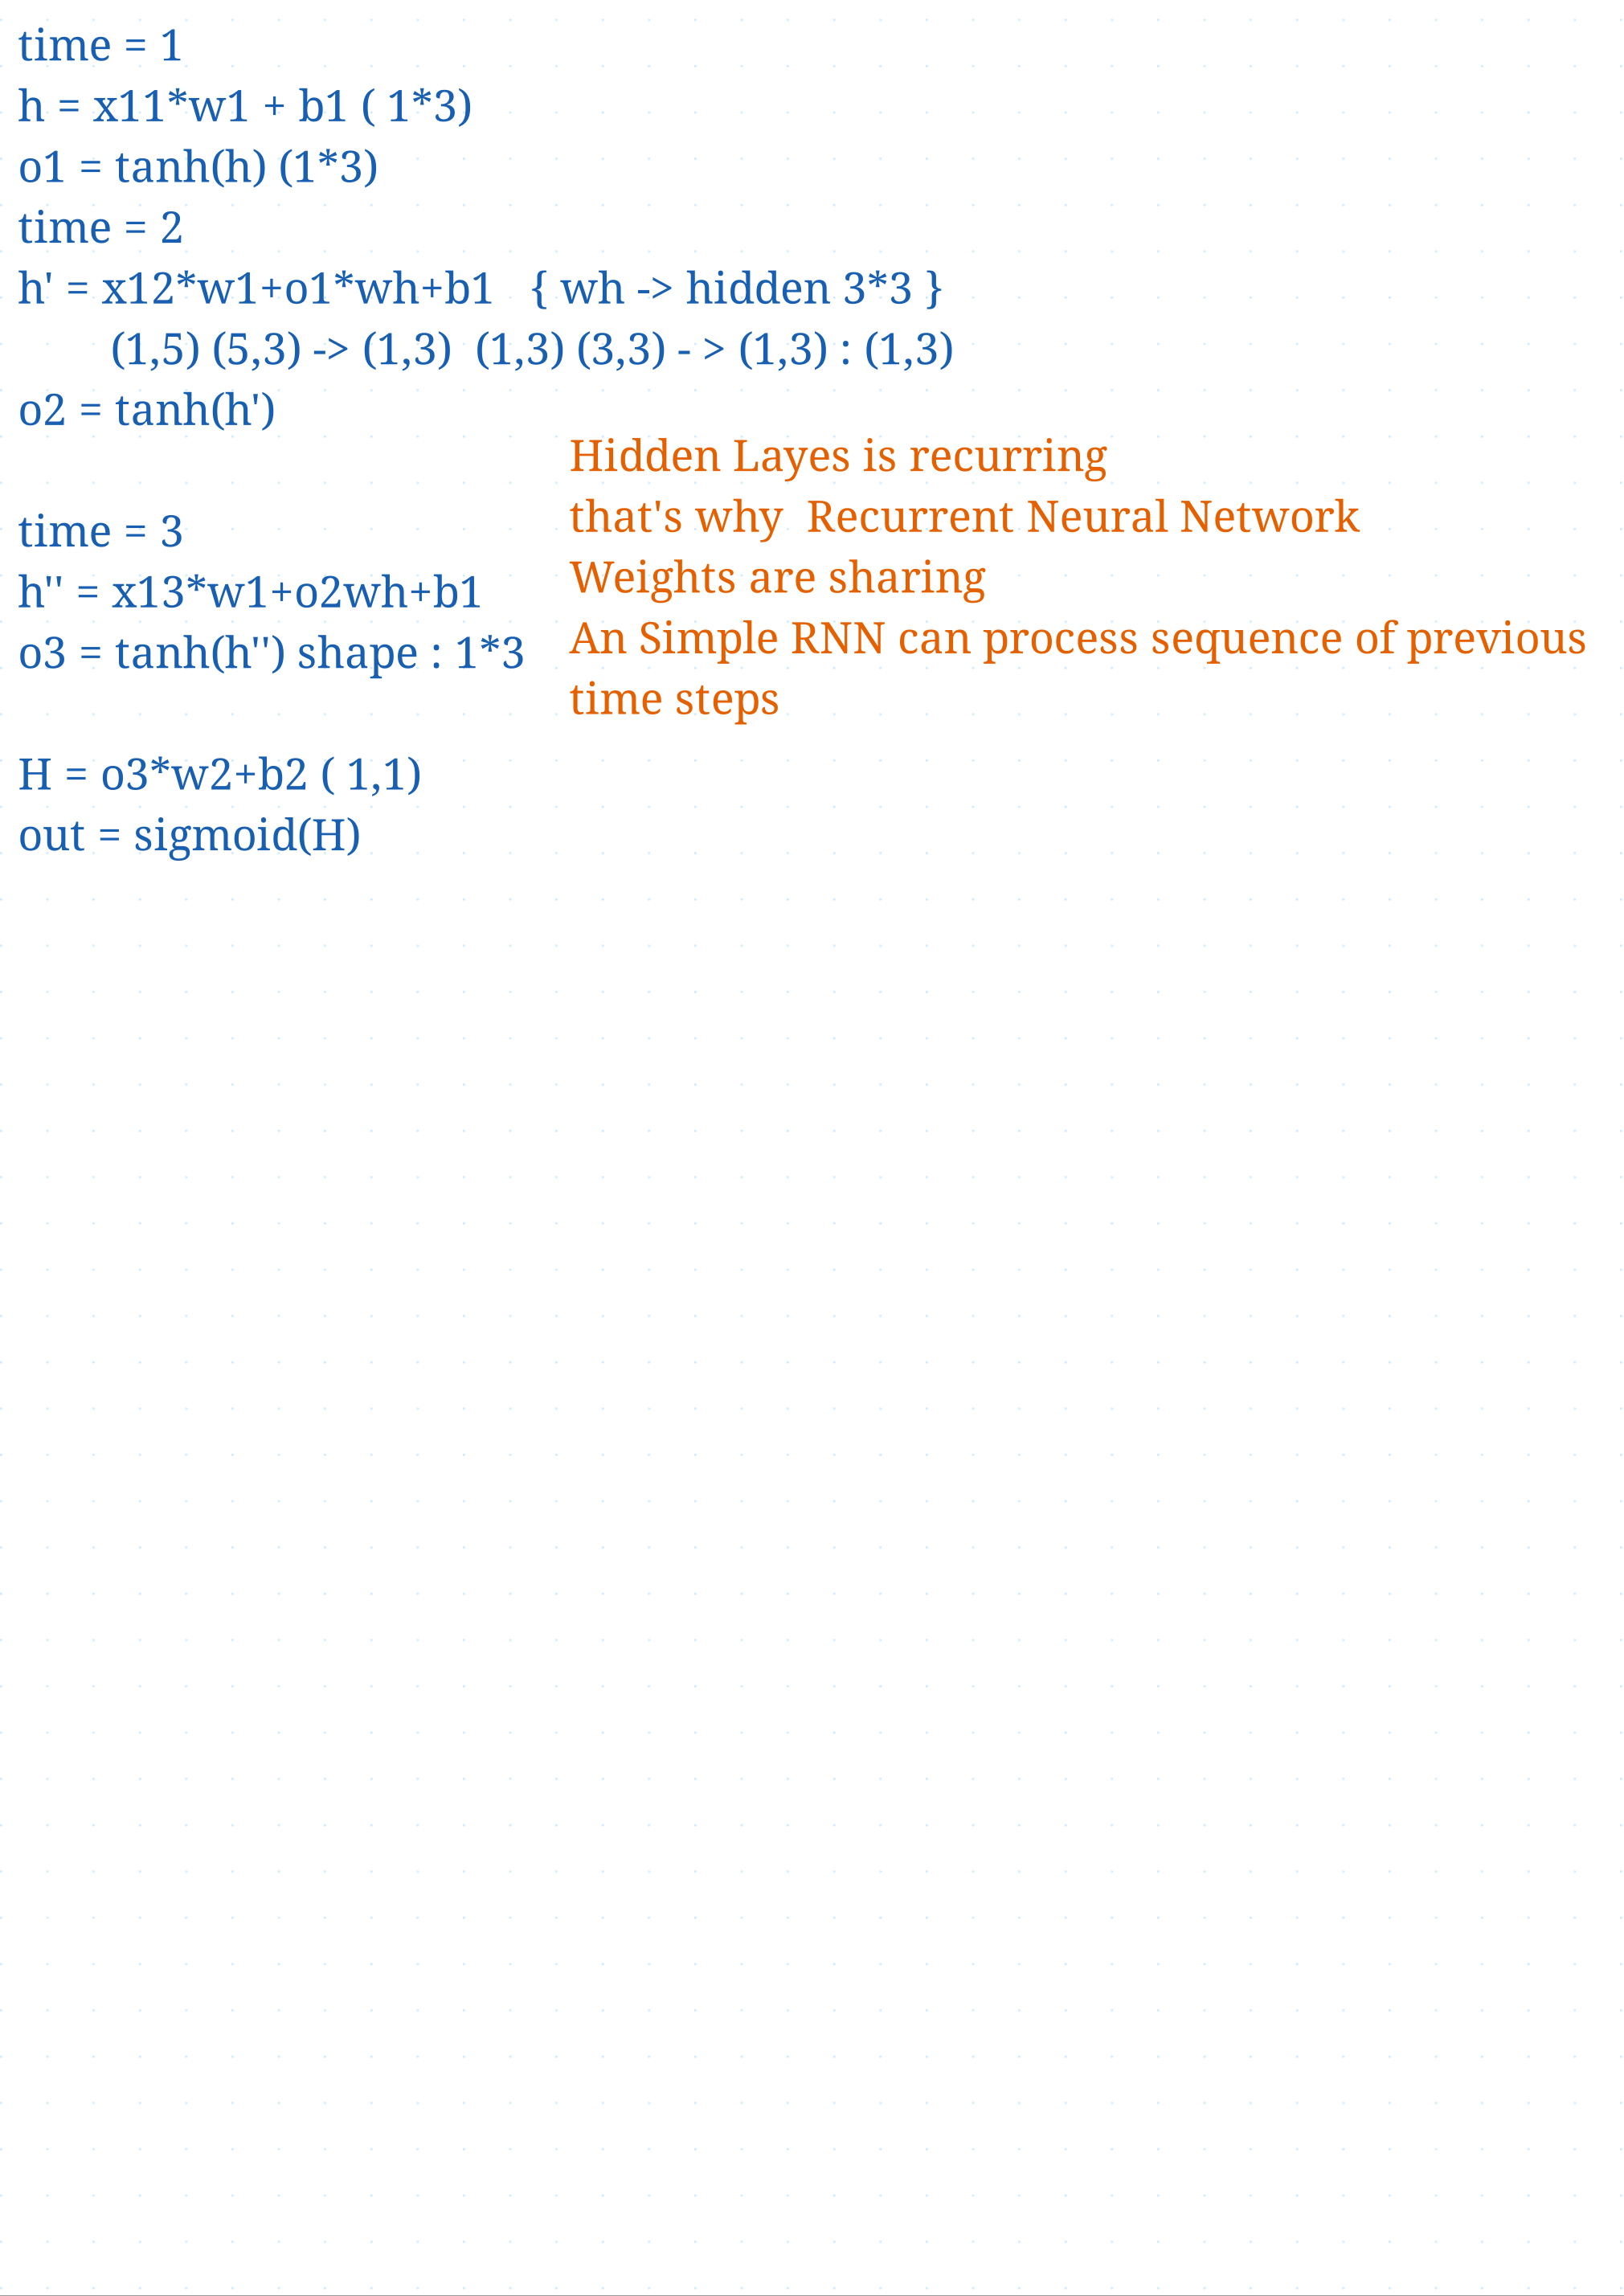 time = 1
h = x11*w1 + b1 ( 1*3)
o1 = tanh(h) (1*3)
time = 2
h' = x12*w1+o1*wh+b1   { wh -> hidden 3*3 }
(1,5) (5,3) -> (1,3)  (1,3) (3,3) - > (1,3) : (1,3)
o2 = tanh(h')
Hidden Layes is recurring
that's why  Recurrent Neural Network
Weights are sharing
An Simple RNN can process sequence of previous
time steps
time = 3
h'' = x13*w1+o2wh+b1
o3 = tanh(h'') shape : 1*3
H = o3*w2+b2 ( 1,1)
out = sigmoid(H)